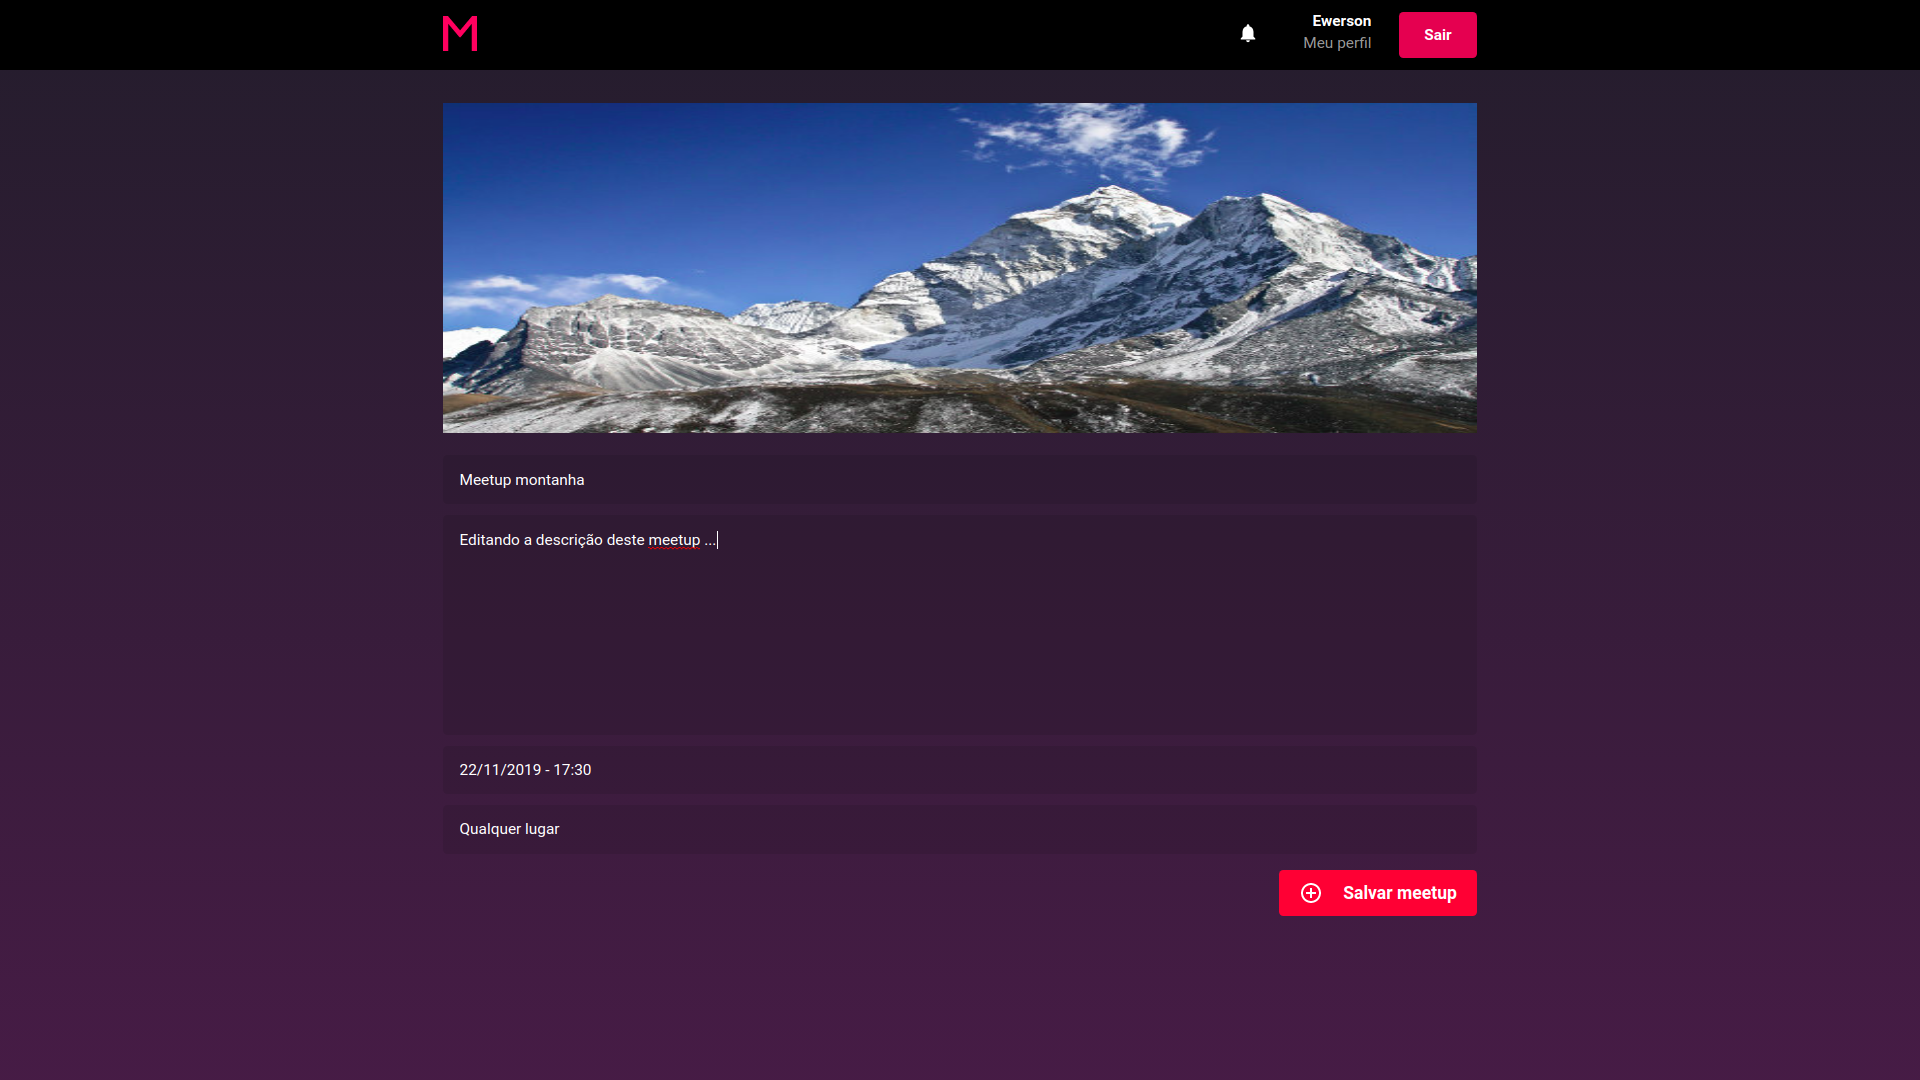 M
Ewerson
Meu perfil
Sair
Meetup montanha
Editando a descrição deste meetup ...
22/11/2019 - 17:30
Qualquer lugar
Salvar meetup